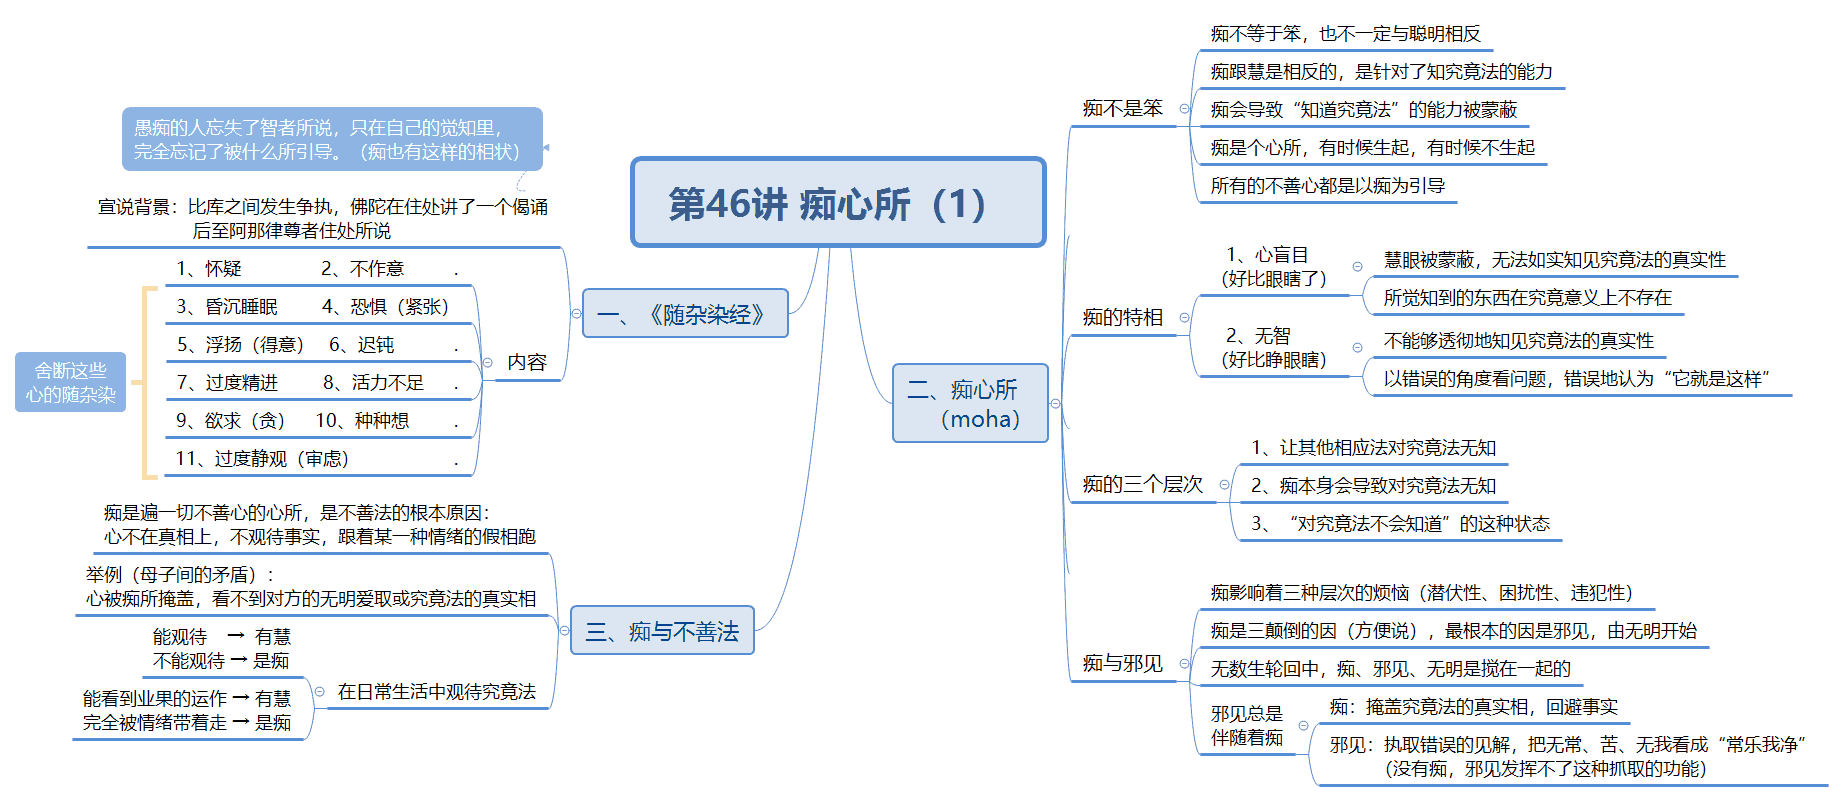 第46讲 痴心所（1）
一、《随杂染经》
愚痴的人忘失了智者所说，只在自己的觉知里，
完全忘记了被什么所引导。（痴也有这样的相状）
宣说背景：比库之间发生争执，佛陀在住处讲了一个偈诵
后至阿那律尊者住处所说
内容
1、怀疑 2、不作意 .
3、昏沉睡眠 4、恐惧（紧张）
5、浮扬（得意） 6、迟钝 .
7、过度精进 8、活力不足 .
9、欲求（贪） 10、种种想 .
11、过度静观（审虑） .
舍断这些
心的随杂染
二、痴心所
（moha）
痴不是笨
痴不等于笨，也不一定与聪明相反
痴跟慧是相反的，是针对了知究竟法的能力
痴会导致“知道究竟法”的能力被蒙蔽
痴是个心所，有时候生起，有时候不生起
所有的不善心都是以痴为引导
痴的特相
1、心盲目
（好比眼瞎了）
慧眼被蒙蔽，无法如实知见究竟法的真实性
所觉知到的东西在究竟意义上不存在
2、无智
（好比睁眼瞎）
不能够透彻地知见究竟法的真实性
以错误的角度看问题，错误地认为“它就是这样”
痴的三个层次
1、让其他相应法对究竟法无知
2、痴本身会导致对究竟法无知
3、“对究竟法不会知道”的这种状态
痴与邪见
痴影响着三种层次的烦恼（潜伏性、困扰性、违犯性）
痴是三颠倒的因（方便说），最根本的因是邪见，由无明开始
无数生轮回中，痴、邪见、无明是搅在一起的
邪见总是
伴随着痴
痴：掩盖究竟法的真实相，回避事实
邪见：执取错误的见解，把无常、苦、无我看成“常乐我净”
（没有痴，邪见发挥不了这种抓取的功能）
三、痴与不善法
痴是遍一切不善心的心所，是不善法的根本原因：
心不在真相上，不观待事实，跟着某一种情绪的假相跑
举例（母子间的矛盾）：
心被痴所掩盖，看不到对方的无明爱取或究竟法的真实相
在日常生活中观待究竟法
能观待 → 有慧
不能观待 → 是痴
能看到业果的运作 → 有慧
完全被情绪带着走 → 是痴